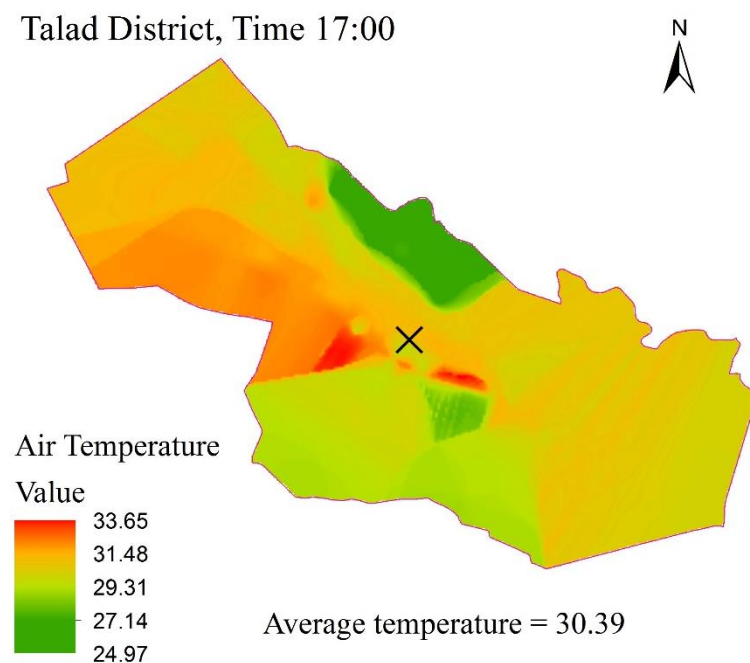 Talad District, Time 17:00
N
Air Temperature
Value
33.65
31.48
29.31
27.14
24.97
Average temperature = 30.39